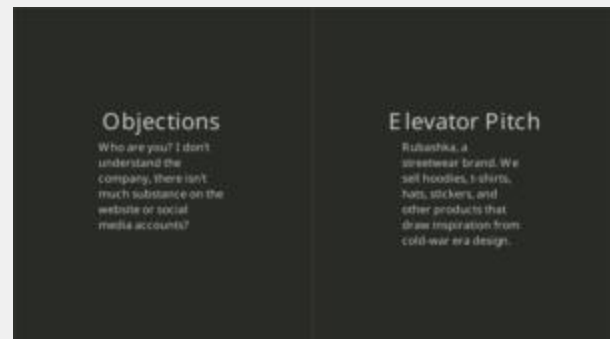 Objections
Who are you? I don't
understand the
company, there isn't
much substance on the
website or social
media accounts?
Elevator Pitch
Rubashka, a
streetwear brand. We
sell hoodies, t-shirts,
hats, stickers, and
other products that
draw inspiration from
cold-war era design.